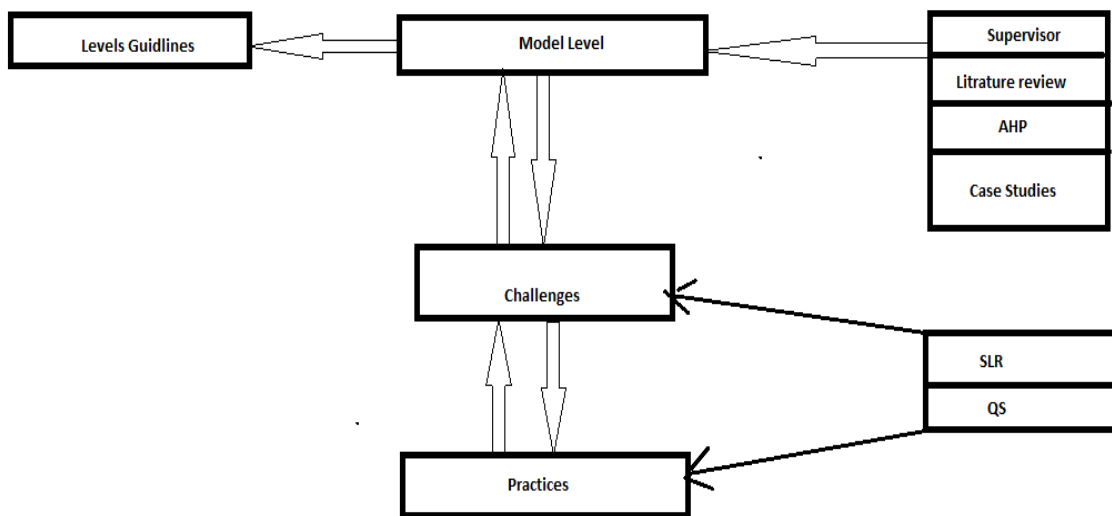 Levels Guidlines
Model Level
Supervisor
Litrature review
AHP
Case Studies
Challenges
SLR
QS
Practices